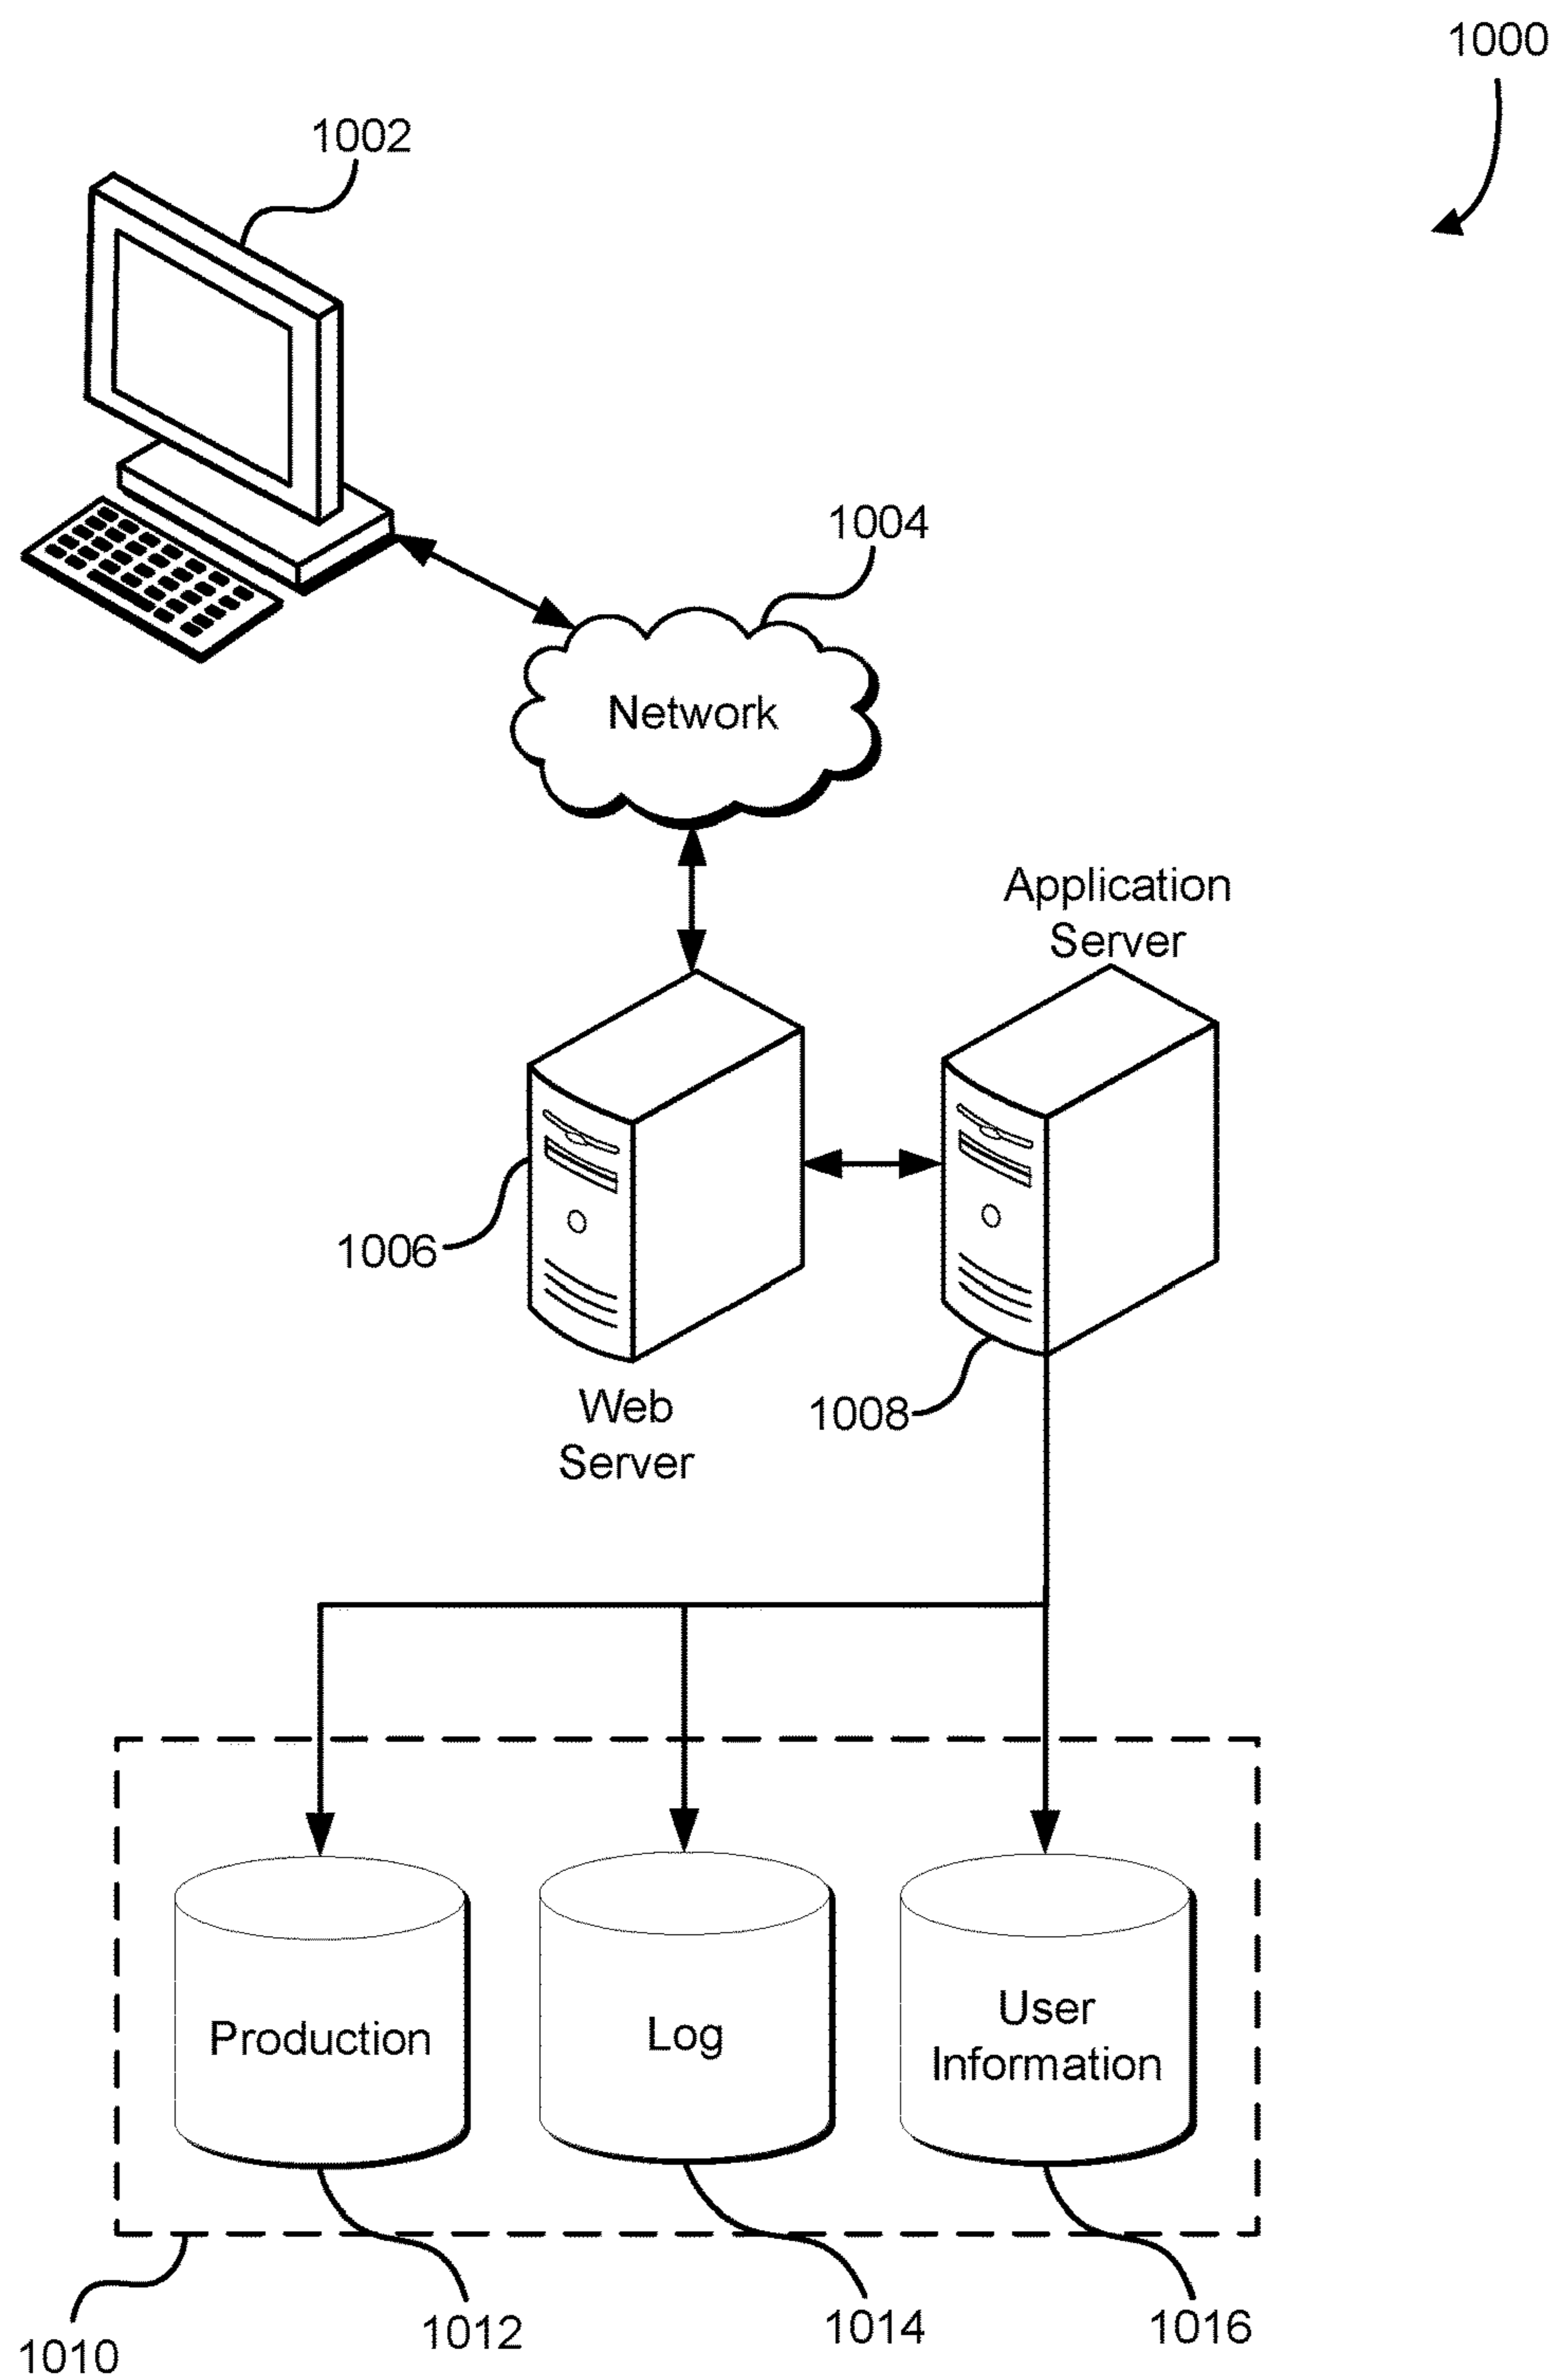 1000
1002
1004
Network
Application
Server
1006
1008
Web
Server
Production
Log
User
Information
1010
1012
1014
1016